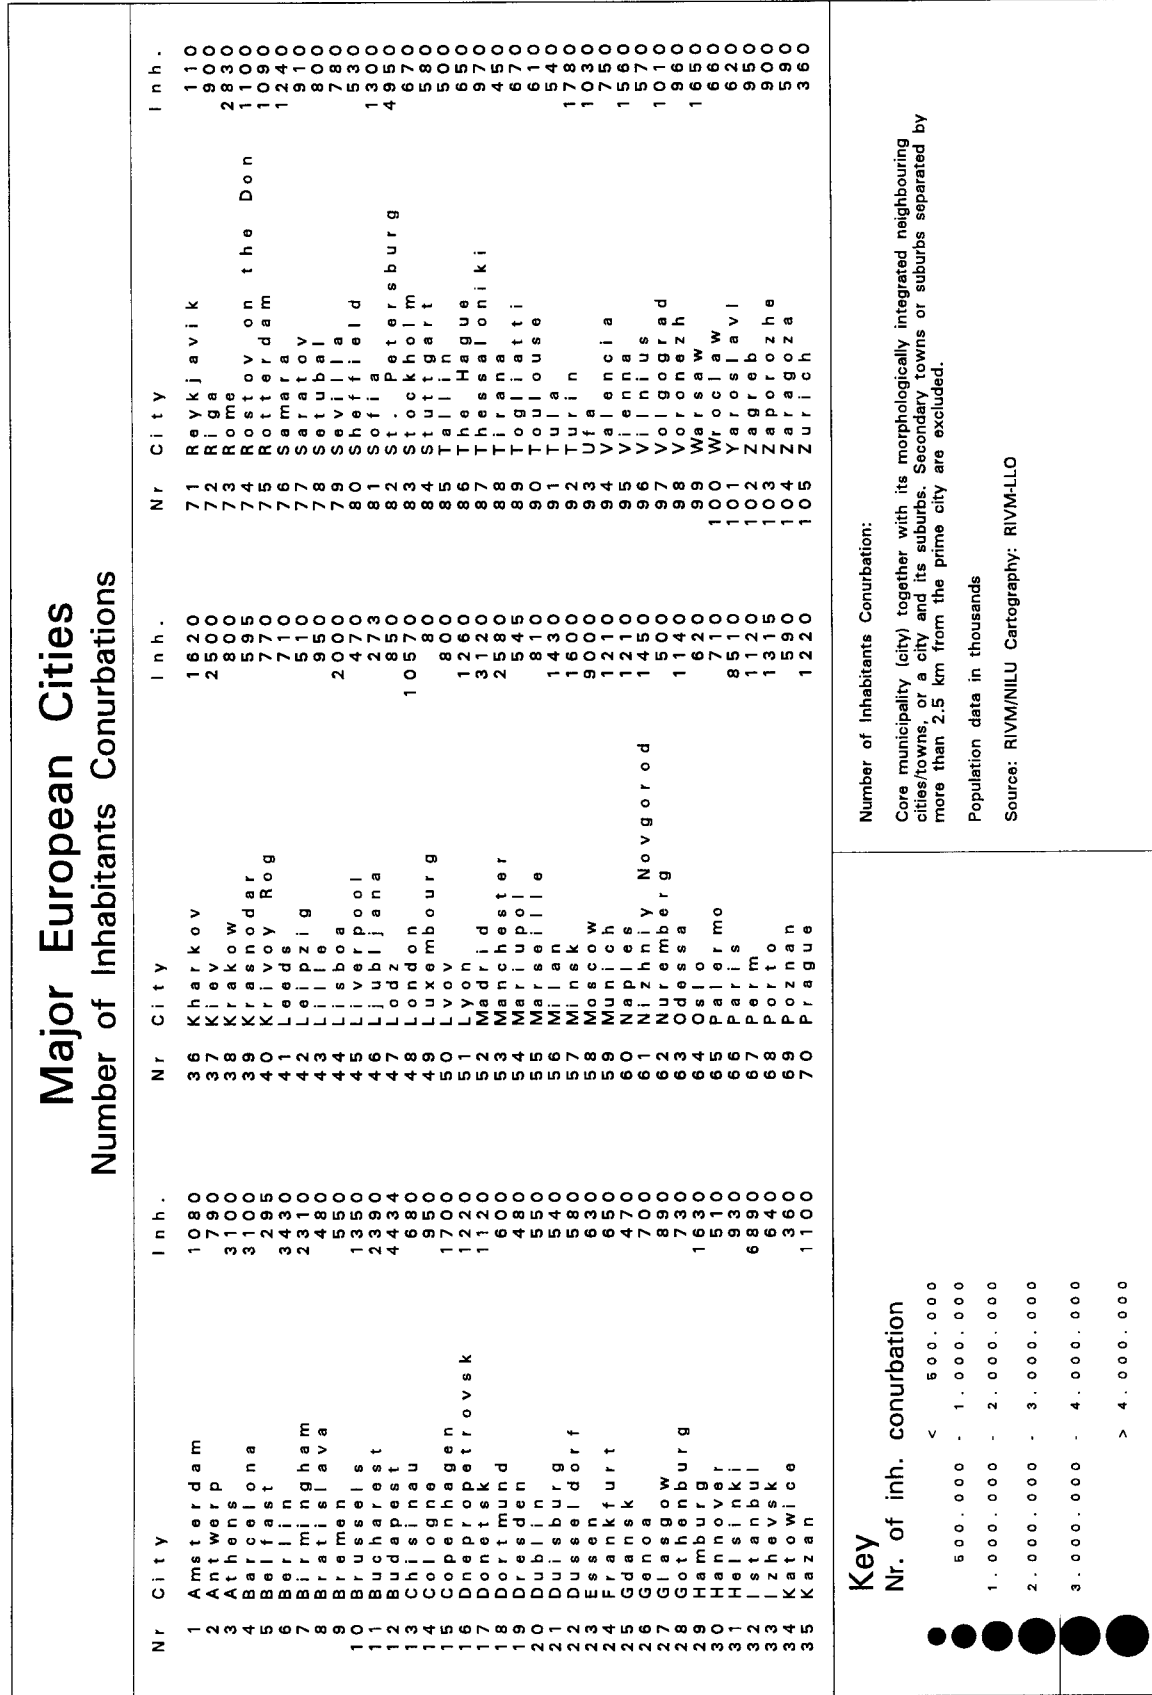 Major European Cities
Number of Inhabitants Conurbations
Nr City Inh. Nr City Inh. Nr City Inh.
1 Amsterdam 1080 36 Kharkov 1620 71 Reykjavik 110
2 Antwerp 790 37 Kiev 2500 72 Riga 900
3 Athens 3100 38 Krakow 800 73 Rome 2830
4 Barcelona 3100 39 Krasnodar 595 74 Rostov on the Don 1100
5 Belfast 295 40 Krivoy Rog 770 75 Rotterdam 1090
6 Berlin 3430 41 Leeds 710 76 Samara 1240
7 Birmingham 2310 42 Leipzig 510 77 Saratov 910
8 Bratislava 480 43 Lille 950 78 Setubal 800
9 Bremen 550 44 Lisboa 2000 79 Sevilla 780
10 Brussels 1350 45 Liverpool 470 80 Sheffield 530
11 Bucharest 2390 46 Ljubljana 273 81 Sofia 1300
12 Budapest 4434 47 Lodz 850 82 St. Petersburg 4950
13 Chisinau 680 48 London 10570 83 Stockholm 670
14 Cologne 950 49 Luxembourg 80 84 Stuttgart 580
15 Copenhagen 1700 50 Lvov 800 85 Tallin 500
16 Dnepropetrovsk 1220 51 Lyon 1260 86 The Hague 650
17 Donetsk 1120 52 Madrid 3120 87 Thessaloniki 970
18 Dortmund 600 53 Manchester 2580 88 Tirana 450
19 Dresden 480 54 Mariupol 545 89 Togliatti 670
20 Dublin 550 55 Marseille 810 90 Toulouse 610
21 Duisburg 540 56 Milan 1430 91 Tula 540
22 Dusseldorf 580 57 Minsk 1600 92 Turin 1780
23 Essen 630 58 Moscow 9000 93 Ufa 1030
24 Frankfurt 650 59 Munich 1210 94 Valencia 750
25 Gdansk 470 60 Naples 1210 95 Vienna 1560
26 Genoa 700 61 Nizhniy Novgorod 1450 96 Vilnius 570
27 Glasgow 890 62 Nuremberg 500 97 Volgograd 1010
28 Gothenburg 730 63 Odessa 1140 98 Voronezh 960
29 Hamburg 1630 64 Oslo 620 99 Warsaw 1650
30 Hannover 510 65 Palermo 710 100 Wroclaw 660
31 Helsinki 930 66 Paris 8510 101 Yaroslavl 620
32 Istanbul 6890 67 Perm 1120 102 Zagreb 950
33 Izhevsk 640 68 Porto 1315 103 Zaporozhe 900
34 Katowice 360 69 Poznan 590 104 Zaragoza 590
35 Kazan 1100 70 Prague 1220 105 Zurich 360
Key
Nr. of inh. conurbation
< 500.000
500.000 - 1.000.000
1.000.000 - 2.000.000
2.000.000 - 3.000.000
3.000.000 - 4.000.000
> 4.000.000
Number of Inhabitants Conurbation:
Core municipality (city) together with its morphologically integrated neighbouring
cities/towns, or a city and its suburbs. Secondary towns or suburbs separated by
more than 2.5 km from the prime city are excluded.
Population data in thousands
Source: RIVM/NILU Cartography: RIVM-LLO